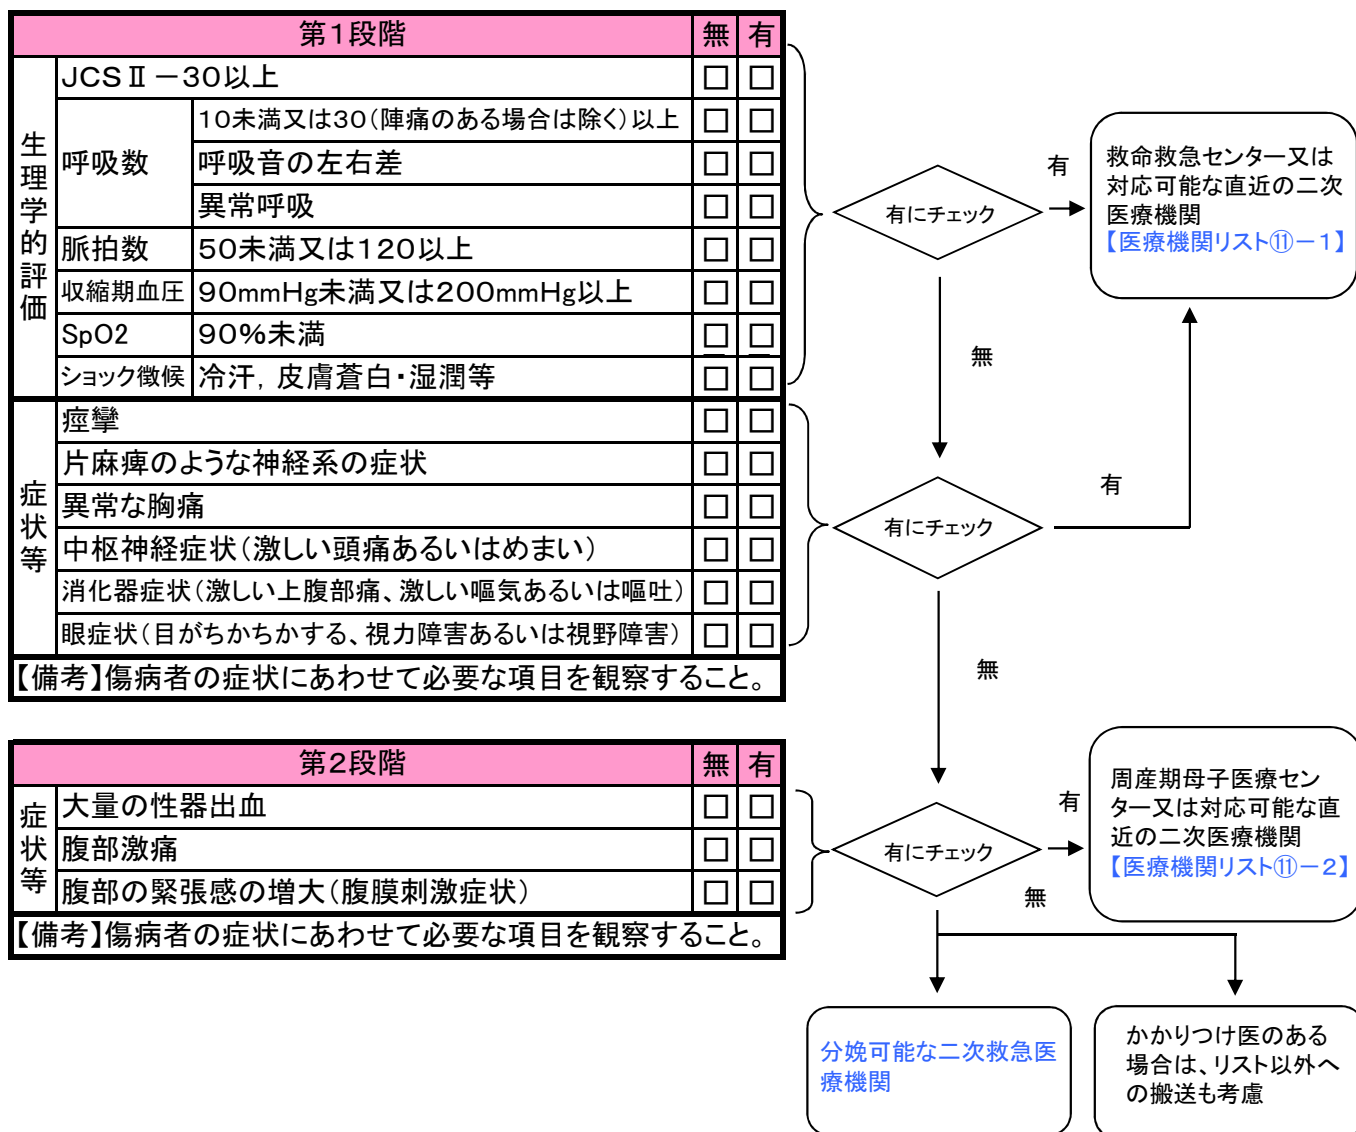 第1段階 無 有
生理学的評価
JCSⅡ－30以上 □ □
呼吸数 10未満又は30(陣痛のある場合は除く)以上 □ □
呼吸音の左右差 □ □
異常呼吸 □ □
脈拍数 50未満又は120以上 □ □
収縮期血圧 90mmHg未満又は200mmHg以上 □ □
SpO2 90%未満 □ □
ショック徴候 冷汗，皮膚蒼白・湿潤等 □ □
症状等
痙攣 □ □
片麻痺のような神経系の症状 □ □
異常な胸痛 □ □
中枢神経症状(激しい頭痛あるいはめまい) □ □
消化器症状(激しい上腹部痛、激しい嘔気あるいは嘔吐) □ □
眼症状(目がちかちかする、視力障害あるいは視野障害) □ □
【備考】傷病者の症状にあわせて必要な項目を観察すること。
有にチェック
有
救命救急センター又は
対応可能な直近の二次
医療機関
【医療機関リスト⑪－1】
無
有にチェック
有
無
第2段階 無 有
症状等
大量の性器出血 □ □
腹部激痛 □ □
腹部の緊張感の増大(腹膜刺激症状) □ □
【備考】傷病者の症状にあわせて必要な項目を観察すること。
有にチェック
有
周産期母子医療セン
ター又は対応可能な直
近の二次医療機関
【医療機関リスト⑪－2】
無
分娩可能な二次救急医
療機関
かかりつけ医のある
場合は、リスト以外へ
の搬送も考慮